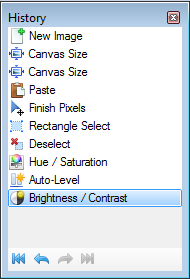 History
New Image
Canvas Size
Canvas Size
Paste
Finish Pixels
Rectangle Select
Deselect
Hue / Saturation
Auto-Level
Brightness / Contrast